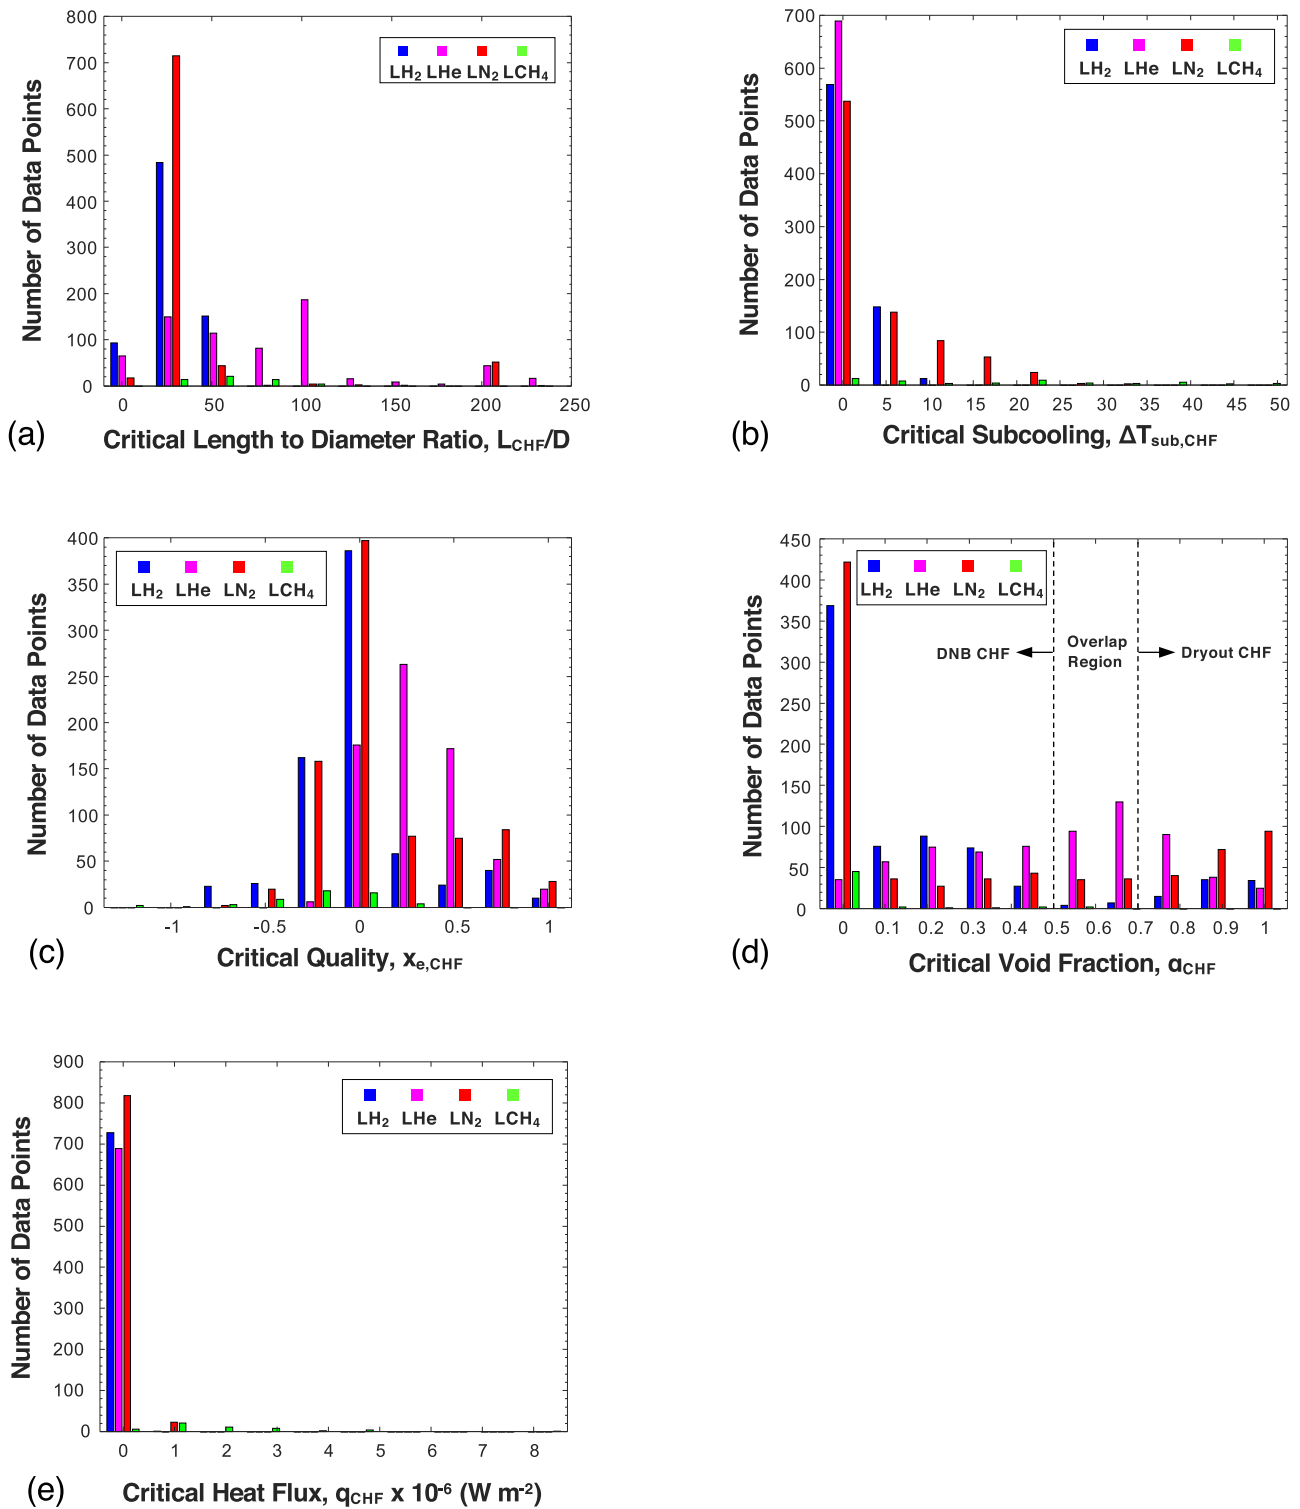 800
700
600
500
400
300
200
100
0
Number of Data Points
LH₂ LHe LN₂ LCH₄
0 50 100 150 200 250
(a) Critical Length to Diameter Ratio, L_CHF/D
700
600
500
400
300
200
100
0
Number of Data Points
LH₂ LHe LN₂ LCH₄
0 5 10 15 20 25 30 35 40 45 50
(b) Critical Subcooling, ΔT_sub,CHF
400
350
300
250
200
150
100
50
0
Number of Data Points
LH₂ LHe LN₂ LCH₄
-1 -0.5 0 0.5 1
(c) Critical Quality, x_e,CHF
450
400
350
300
250
200
150
100
50
0
Number of Data Points
LH₂ LHe LN₂ LCH₄
DNB CHF
Overlap
Region
Dryout CHF
0 0.1 0.2 0.3 0.4 0.5 0.6 0.7 0.8 0.9 1
(d) Critical Void Fraction, α_CHF
900
800
700
600
500
400
300
200
100
0
Number of Data Points
LH₂ LHe LN₂ LCH₄
0 1 2 3 4 5 6 7 8
(e) Critical Heat Flux, q_CHF x 10⁻⁶ (W m⁻²)